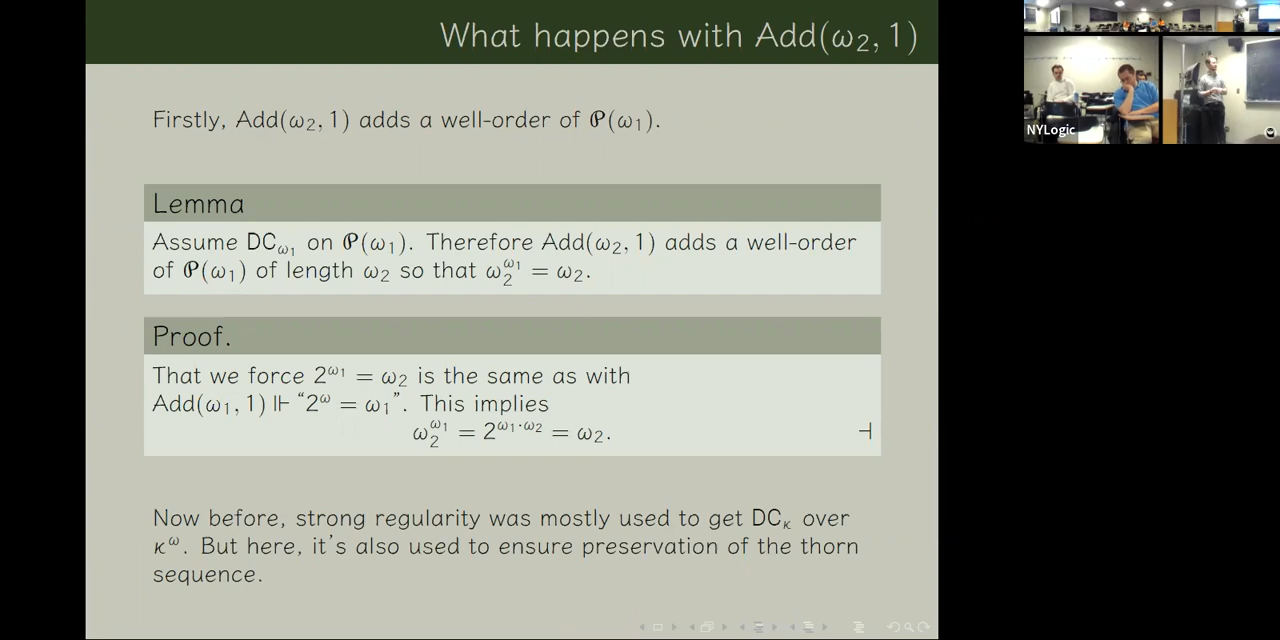 What happens with Add(ω₂, 1)
Firstly, Add(ω₂, 1) adds a well-order of 𝒫(ω₁).
Lemma
Assume DC_ω₁ on 𝒫(ω₁). Therefore Add(ω₂, 1) adds a well-order
of 𝒫(ω₁) of length ω₂ so that ω₂^ω₁ = ω₂.
Proof.
That we force 2^ω₁ = ω₂ is the same as with
Add(ω₁, 1) ⊩ “2^ω = ω₁”. This implies
ω₂^ω₁ = 2^ω₁·ω₂ = ω₂. ⊣
Now before, strong regularity was mostly used to get DC_κ over
κ^ω. But here, it's also used to ensure preservation of the thorn
sequence.
NYLogic